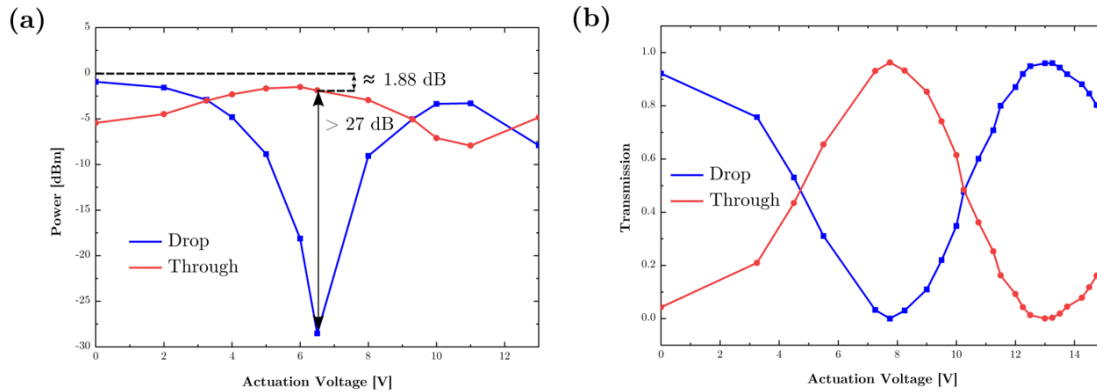 (a)
5
0
-5
-10
-15
-20
-25
-30
Power [dBm]
≈ 1.88 dB
> 27 dB
Drop
Through
0 2 4 6 8 10 12
Actuation Voltage [V]
(b)
1.0
0.8
0.6
0.4
0.2
0.0
Transmission
Drop
Through
0 2 4 6 8 10 12 14
Actuation Voltage [V]